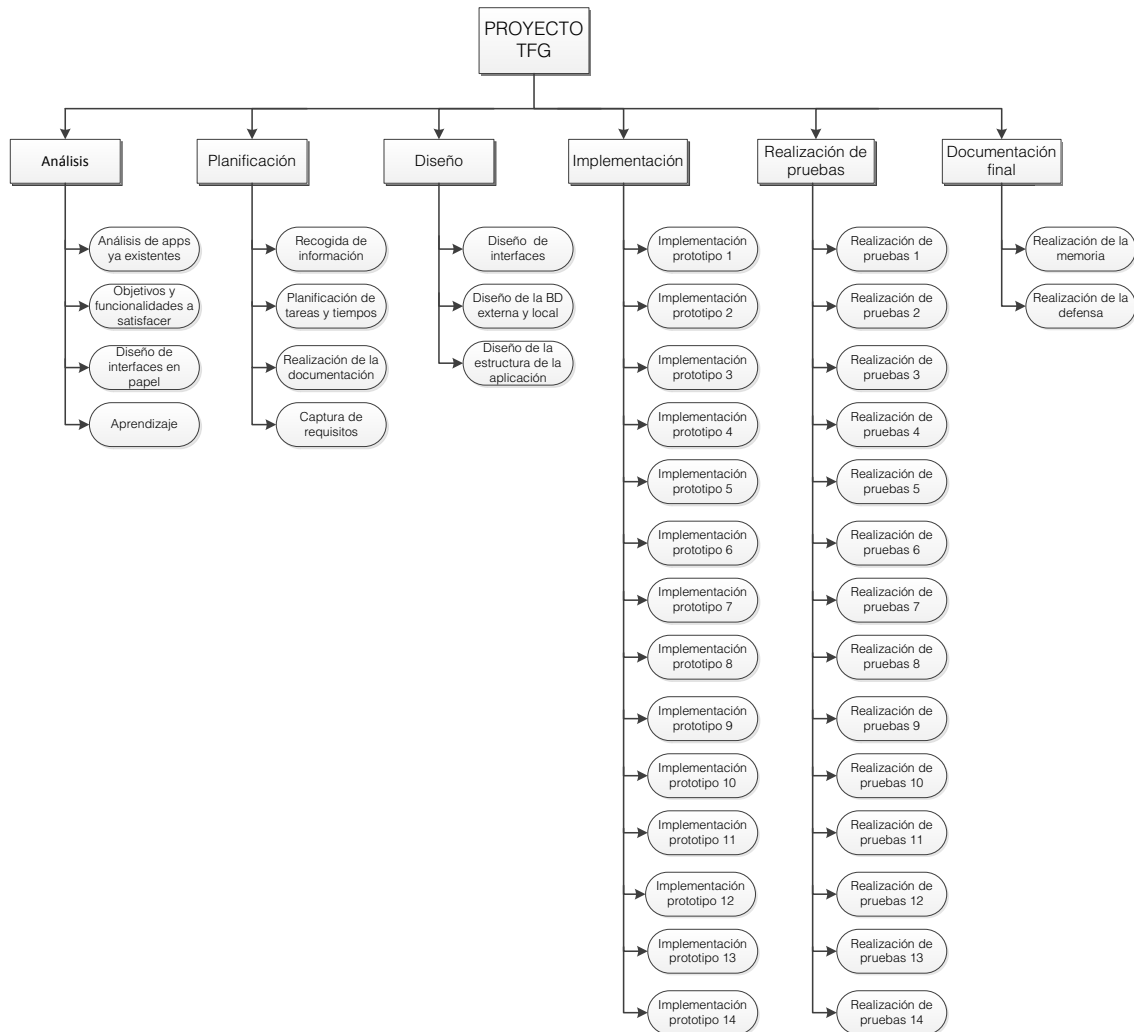 PROYECTO
TFG
Análisis
Planificación
Diseño
Implementación
Realización de
pruebas
Documentación
final
Análisis de apps
ya existentes
Objetivos y
funcionalidades a
satisfacer
Diseño de
interfaces en
papel
Aprendizaje
Recogida de
información
Planificación de
tareas y tiempos
Realización de la
documentación
Captura de
requisitos
Diseño de
interfaces
Diseño de la BD
externa y local
Diseño de la
estructura de la
aplicación
Implementación
prototipo 1
Implementación
prototipo 2
Implementación
prototipo 3
Implementación
prototipo 4
Implementación
prototipo 5
Implementación
prototipo 6
Implementación
prototipo 7
Implementación
prototipo 8
Implementación
prototipo 9
Implementación
prototipo 10
Implementación
prototipo 11
Implementación
prototipo 12
Implementación
prototipo 13
Implementación
prototipo 14
Realización de
pruebas 1
Realización de
pruebas 2
Realización de
pruebas 3
Realización de
pruebas 4
Realización de
pruebas 5
Realización de
pruebas 6
Realización de
pruebas 7
Realización de
pruebas 8
Realización de
pruebas 9
Realización de
pruebas 10
Realización de
pruebas 11
Realización de
pruebas 12
Realización de
pruebas 13
Realización de
pruebas 14
Realización de la
memoria
Realización de la
defensa